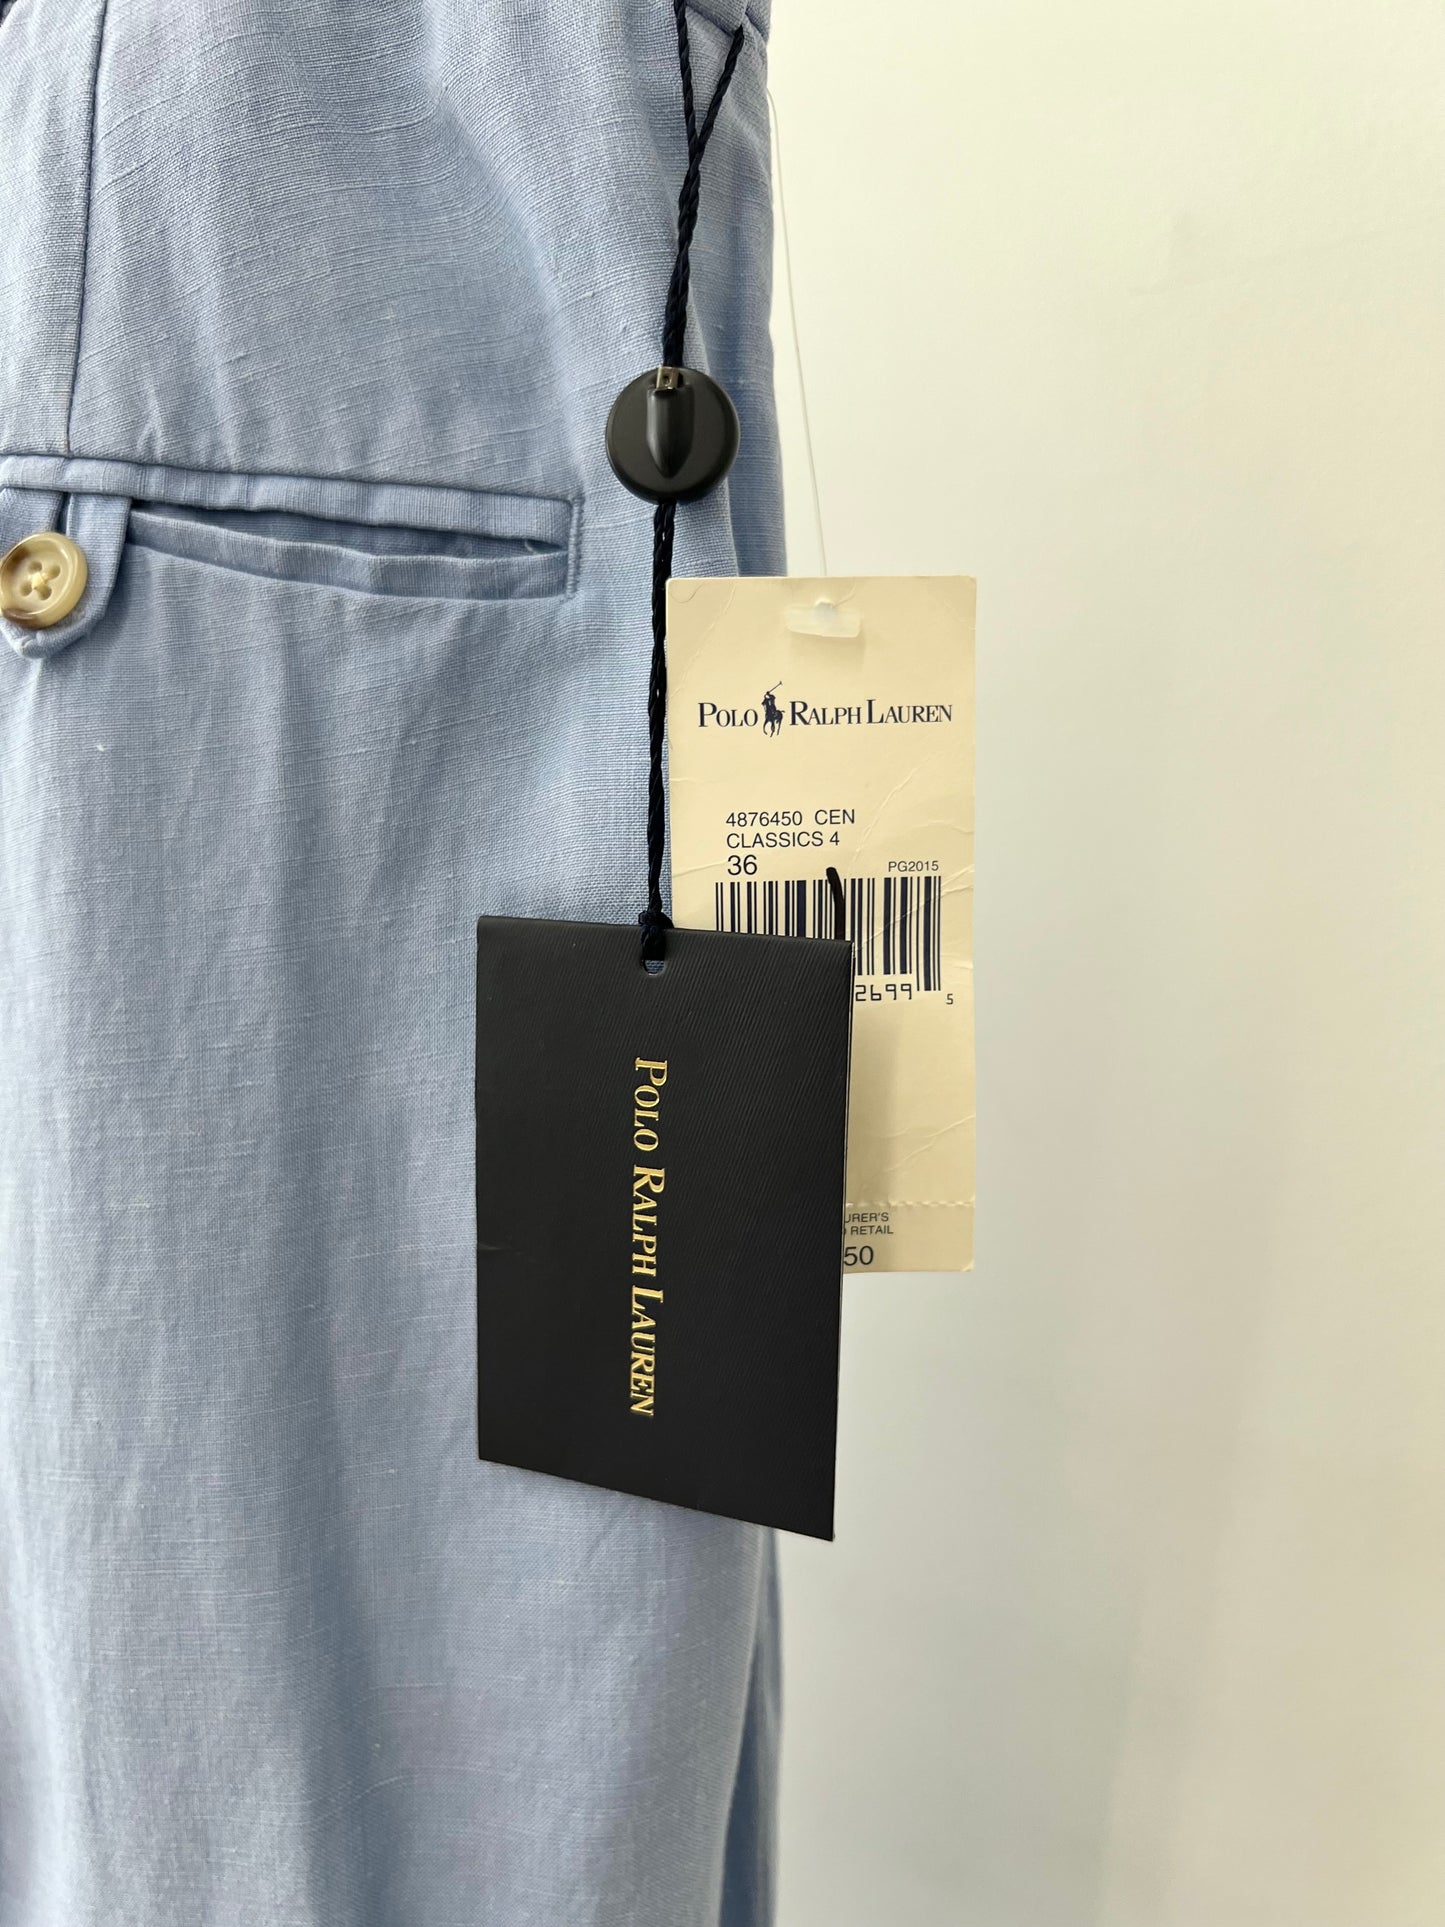 POLO RALPH LAUREN
4876450 CEN
CLASSICS 4
36
PG2015
2699 5
RETAIL
50
POLO RALPH LAUREN